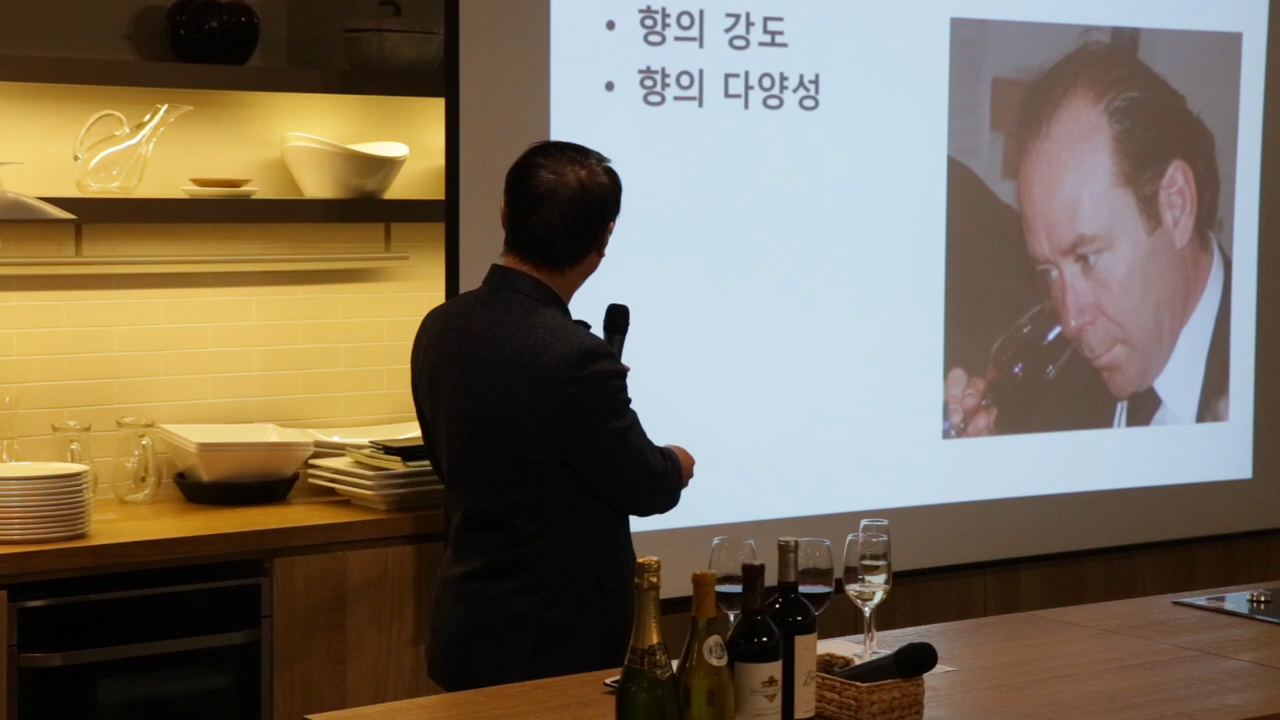 • 향의 강도
• 향의 다양성